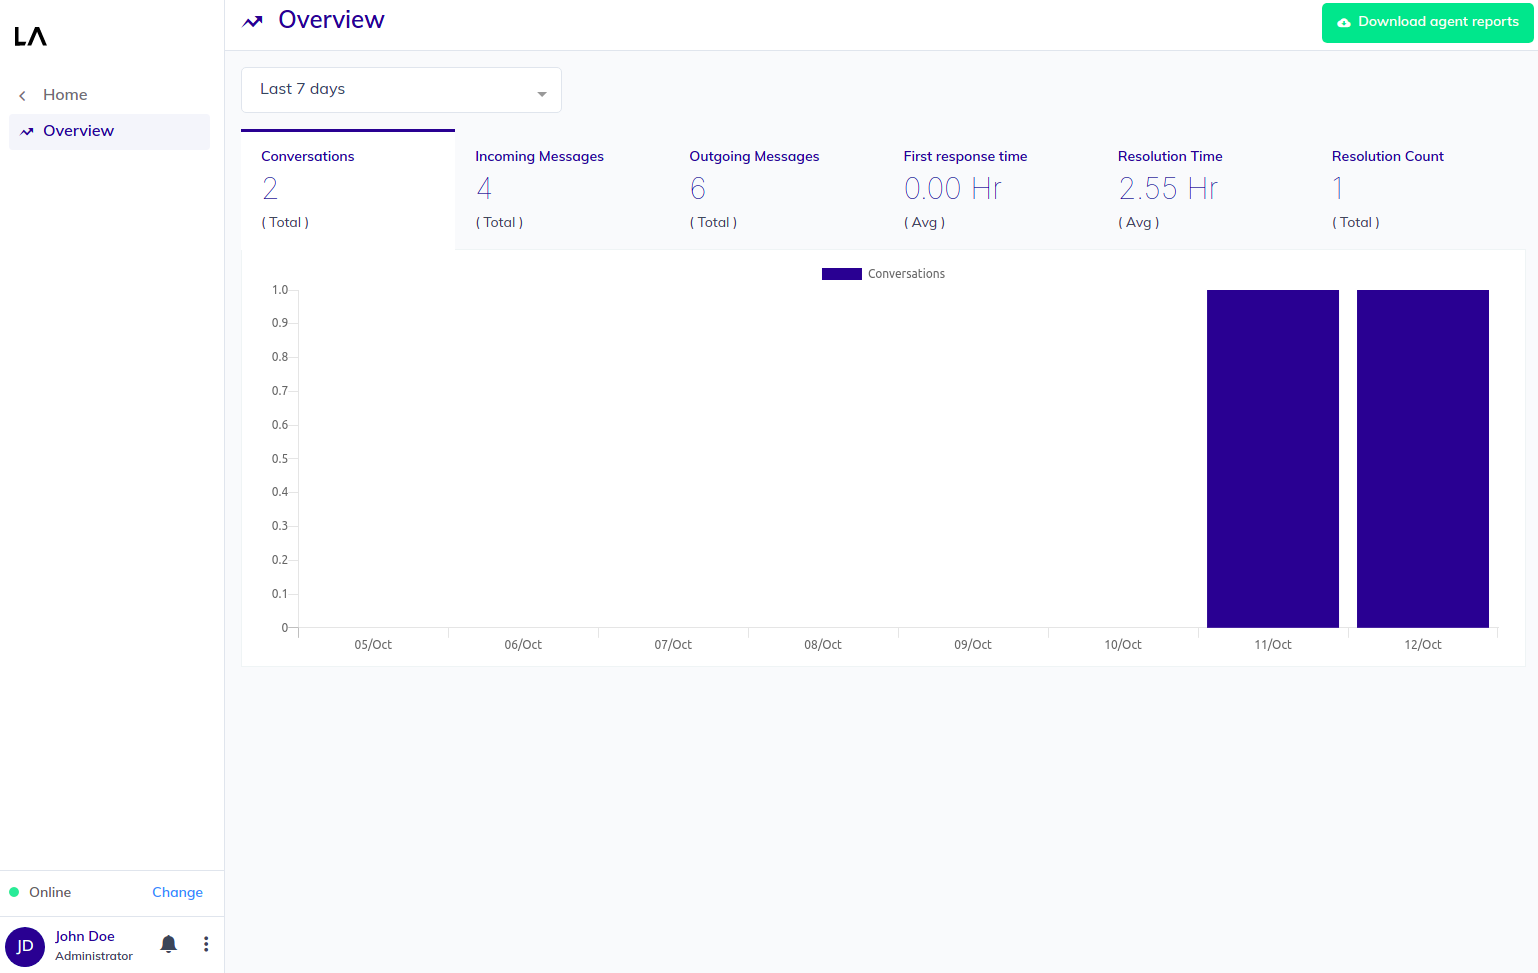 LA
Home
Overview
Overview
Download agent reports
Last 7 days
Conversations
2
( Total )
Incoming Messages
4
( Total )
Outgoing Messages
6
( Total )
First response time
0.00 Hr
( Avg )
Resolution Time
2.55 Hr
( Avg )
Resolution Count
1
( Total )
Conversations
1.0
0.9
0.8
0.7
0.6
0.5
0.4
0.3
0.2
0.1
0
05/Oct 06/Oct 07/Oct 08/Oct 09/Oct 10/Oct 11/Oct 12/Oct
Online
Change
JD
John Doe
Administrator